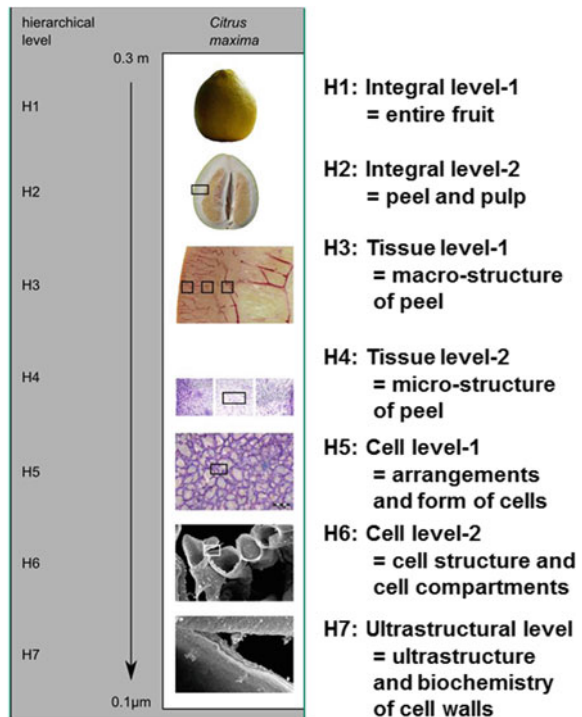 hierarchical
level
Citrus
maxima
0.3 m
H1
H2
H3
H4
H5
H6
H7
0.1µm
H1: Integral level-1
= entire fruit
H2: Integral level-2
= peel and pulp
H3: Tissue level-1
= macro-structure
of peel
H4: Tissue level-2
= micro-structure
of peel
H5: Cell level-1
= arrangements
and form of cells
H6: Cell level-2
= cell structure and
cell compartments
H7: Ultrastructural level
= ultrastructure
and biochemistry
of cell walls